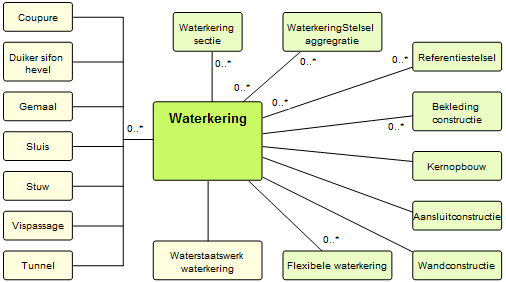 Coupure
Duiker sifon
hevel
Gemaal
Sluis
Stuw
Vispassage
Tunnel
0..*
Waterkering
sectie
0..*
WaterkeringStelsel
aggregratie
0..*
Waterkering
Referentiestelsel
0..*
0..*
Bekleding
constructie
0..*
Kernopbouw
Aansluitconstructie
Wandconstructie
Waterstaatswerk
waterkering
0..*
Flexibele waterkering